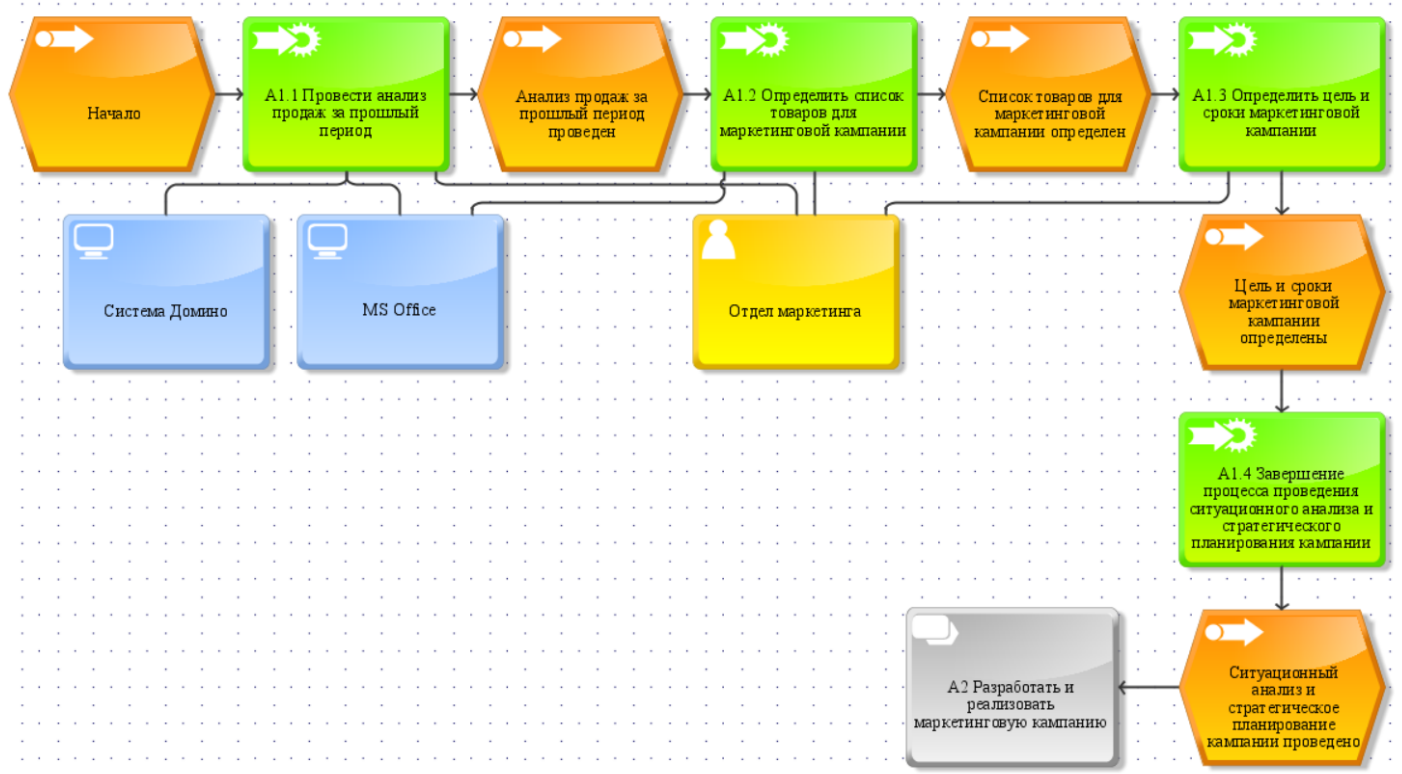 Начало
А1.1 Провести анализ
продаж за прошлый
период
Анализ продаж за
прошлый период
проведен
А1.2 Определить список
товаров для
маркетинговой кампании
Список товаров для
маркетинговой
кампании определен
А1.3 Определить цель и
сроки маркетинговой
кампании
Система Домино
MS Office
Отдел маркетинга
Цель и сроки
маркетинговой
кампании
определены
А1.4 Завершение
процесса проведения
ситуационного анализа и
стратегического
планирования кампании
А2 Разработать и
реализовать
маркетинговую кампанию
Ситуационный
анализ и
стратегическое
планирование
кампании проведено